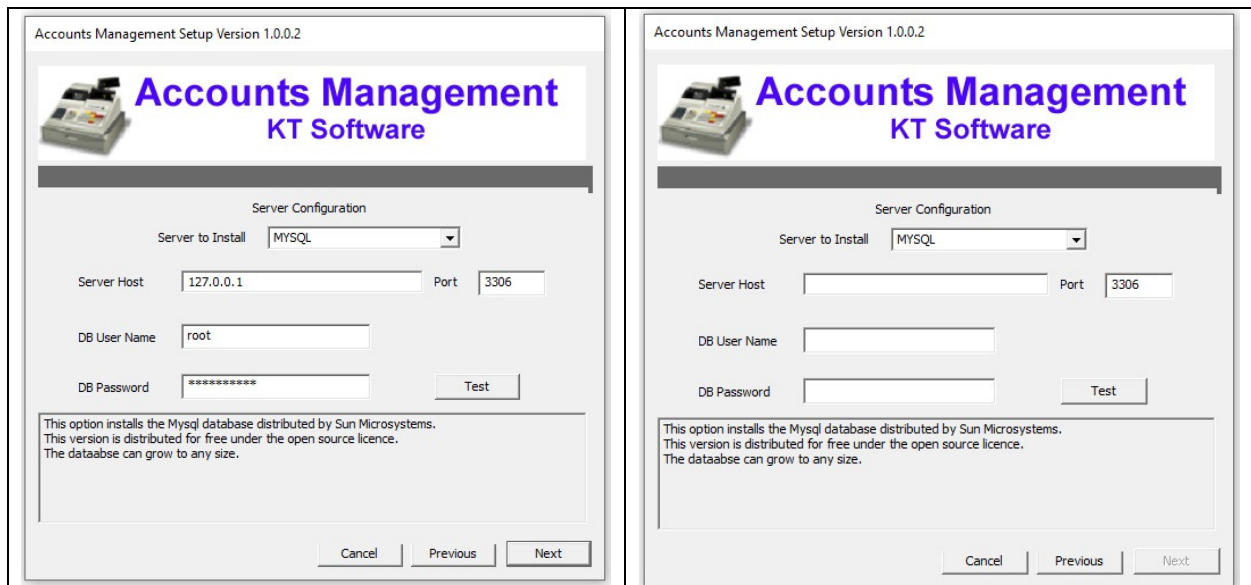 Accounts Management Setup Version 1.0.0.2
Accounts Management
KT Software
Server Configuration
Server to Install MYSQL
Server Host 127.0.0.1 Port 3306
DB User Name root
DB Password ********** Test
This option installs the Mysql database distributed by Sun Microsystems.
This version is distributed for free under the open source licence.
The dataabse can grow to any size.
Cancel Previous Next
Accounts Management Setup Version 1.0.0.2
Accounts Management
KT Software
Server Configuration
Server to Install MYSQL
Server Host Port 3306
DB User Name
DB Password Test
This option installs the Mysql database distributed by Sun Microsystems.
This version is distributed for free under the open source licence.
The dataabse can grow to any size.
Cancel Previous Next